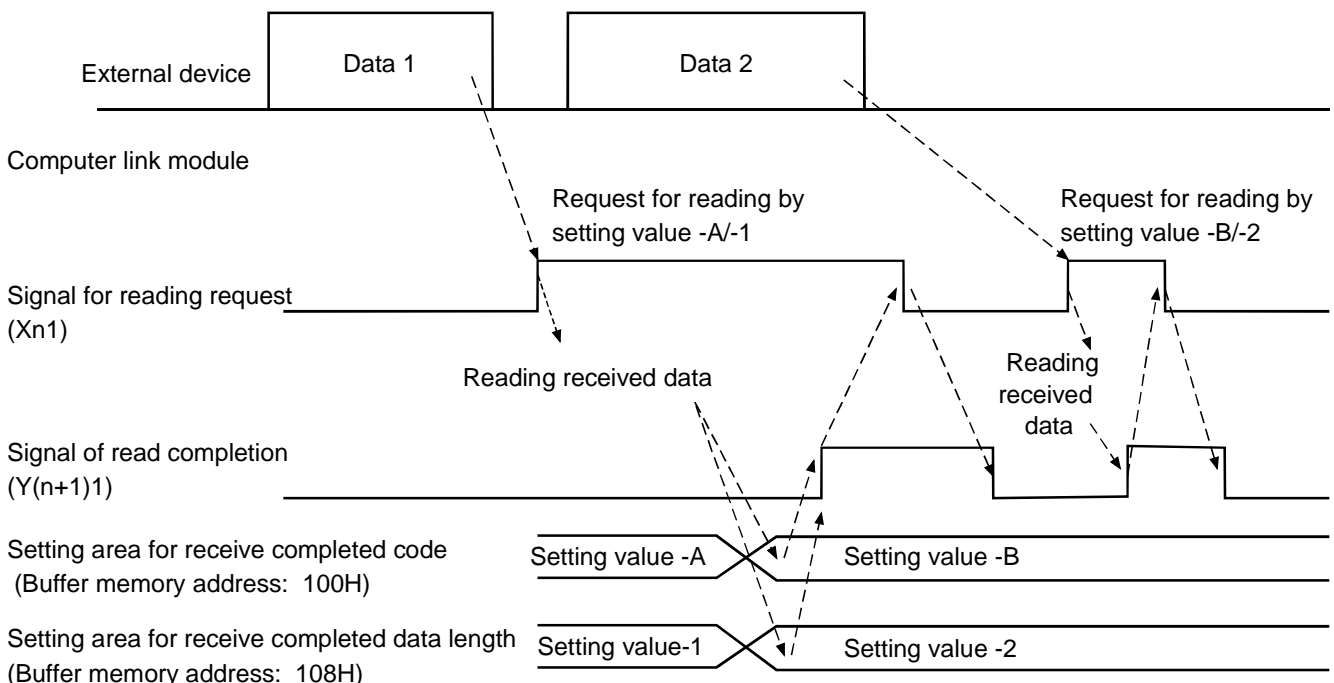 External device
Data 1
Data 2
Computer link module
Request for reading by
setting value -A/-1
Request for reading by
setting value -B/-2
Signal for reading request
(Xn1)
Reading received data
Reading
received
data
Signal of read completion
(Y(n+1)1)
Setting area for receive completed code
(Buffer memory address: 100H)
Setting value -A
Setting value -B
Setting area for receive completed data length
(Buffer memory address: 108H)
Setting value-1
Setting value -2